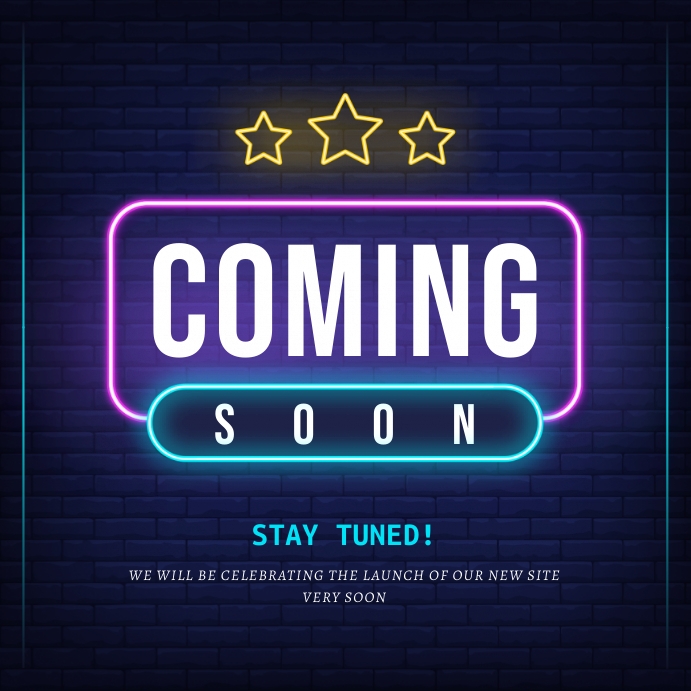 COMING
SOON
STAY TUNED!
WE WILL BE CELEBRATING THE LAUNCH OF OUR NEW SITE
VERY SOON